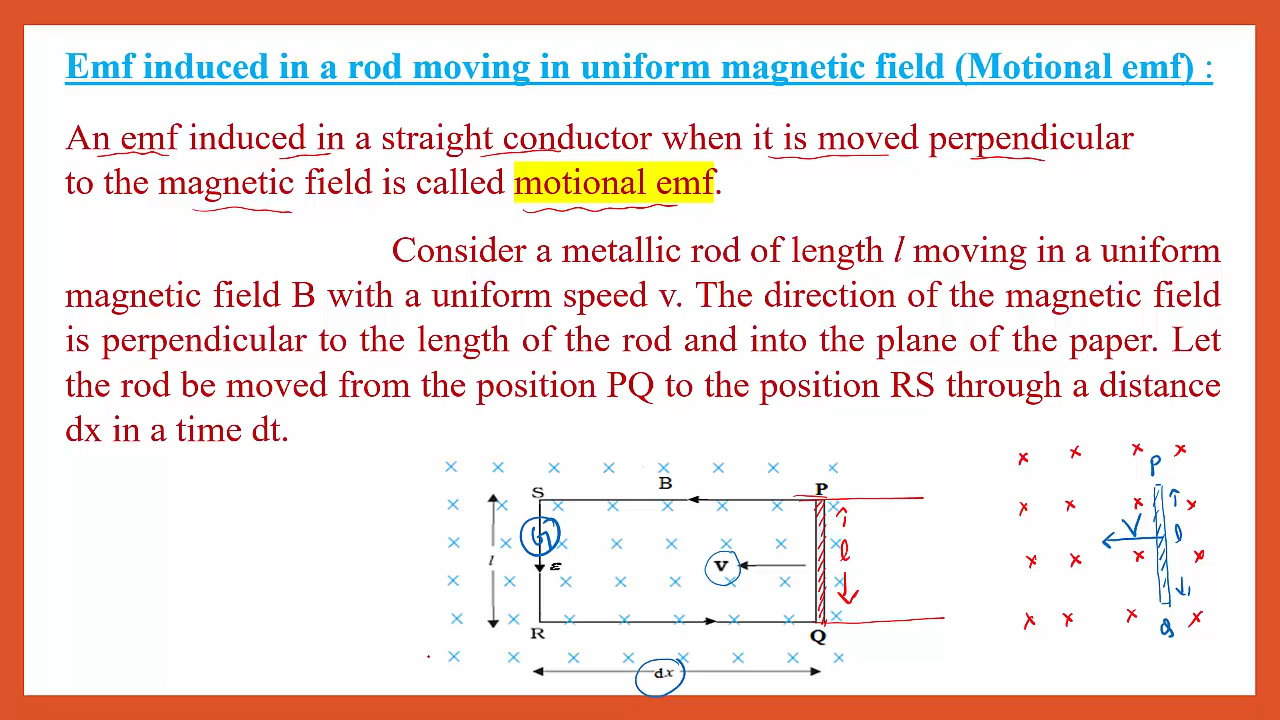 Emf induced in a rod moving in uniform magnetic field (Motional emf) :
An emf induced in a straight conductor when it is moved perpendicular
to the magnetic field is called motional emf.
Consider a metallic rod of length l moving in a uniform
magnetic field B with a uniform speed v. The direction of the magnetic field
is perpendicular to the length of the rod and into the plane of the paper. Let
the rod be moved from the position PQ to the position RS through a distance
dx in a time dt.
B
S
P
P
G
l
l
V
l
v
ε
R
Q
Q
dx